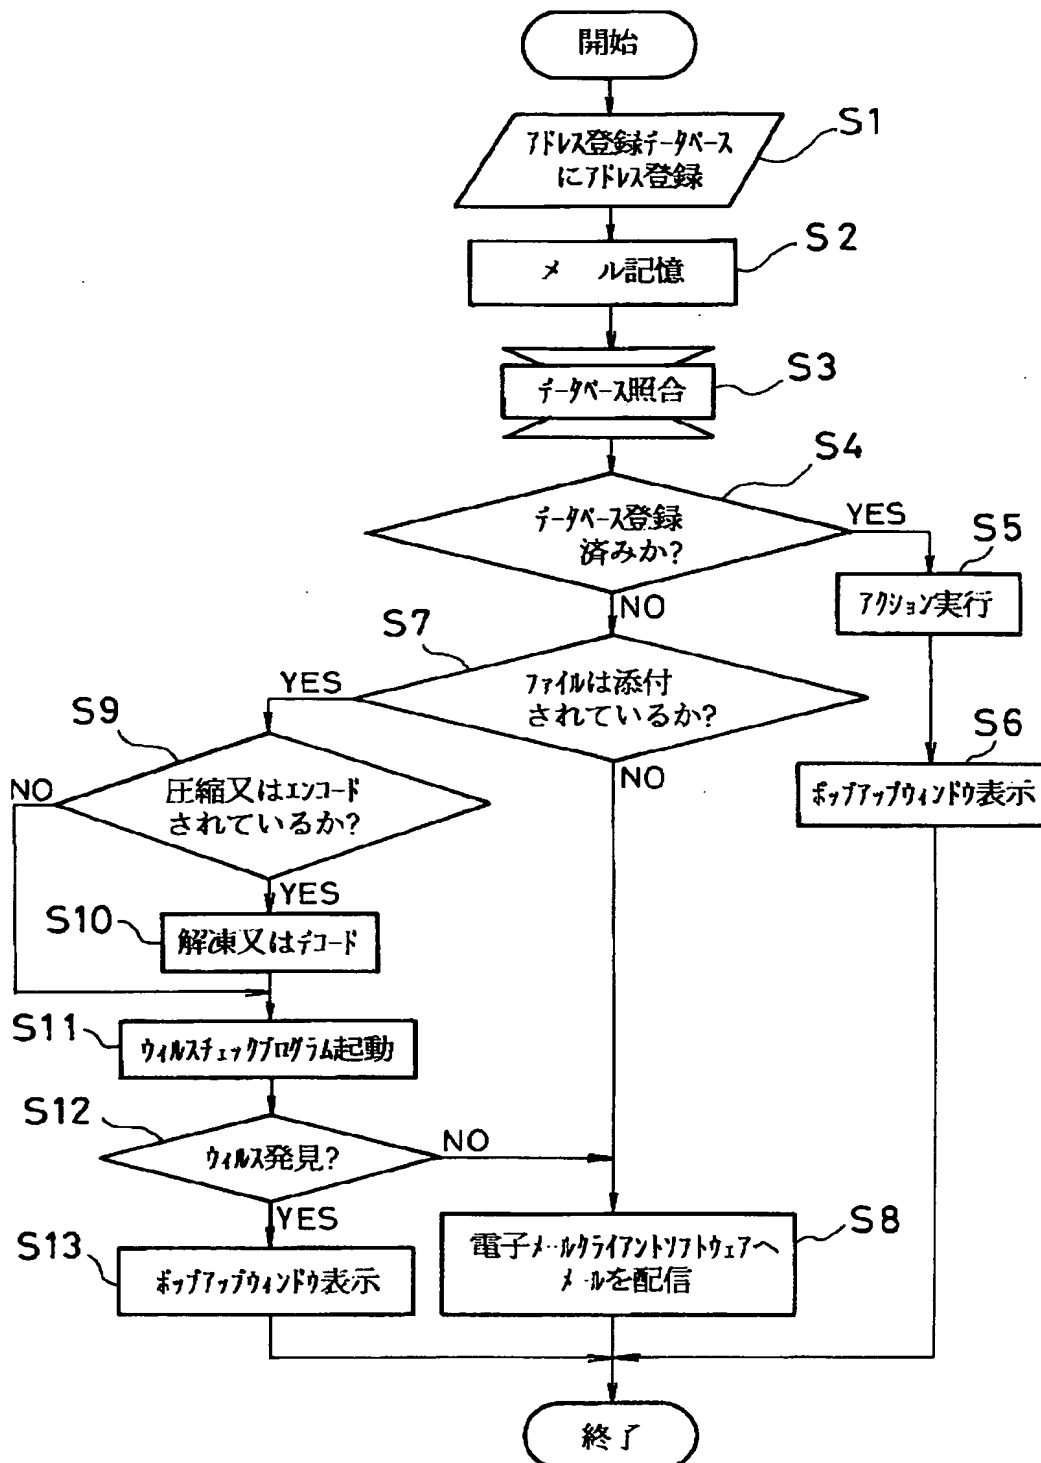 開始
アドレス登録データベース
にアドレス登録
S1
メール記憶
S2
データベース照合
S3
S4
データベース登録
済みか?
YES
NO
S5
アクション実行
S6
ポップアップウィンドウ表示
S7
ファイルは添付
されているか?
YES
NO
S9
圧縮又はエンコード
されているか?
NO
YES
S10
解凍又はデコード
S11
ウィルスチェックプログラム起動
S12
ウィルス発見?
NO
YES
S13
ポップアップウィンドウ表示
S8
電子メールクライアントソフトウェアへ
メールを配信
終了